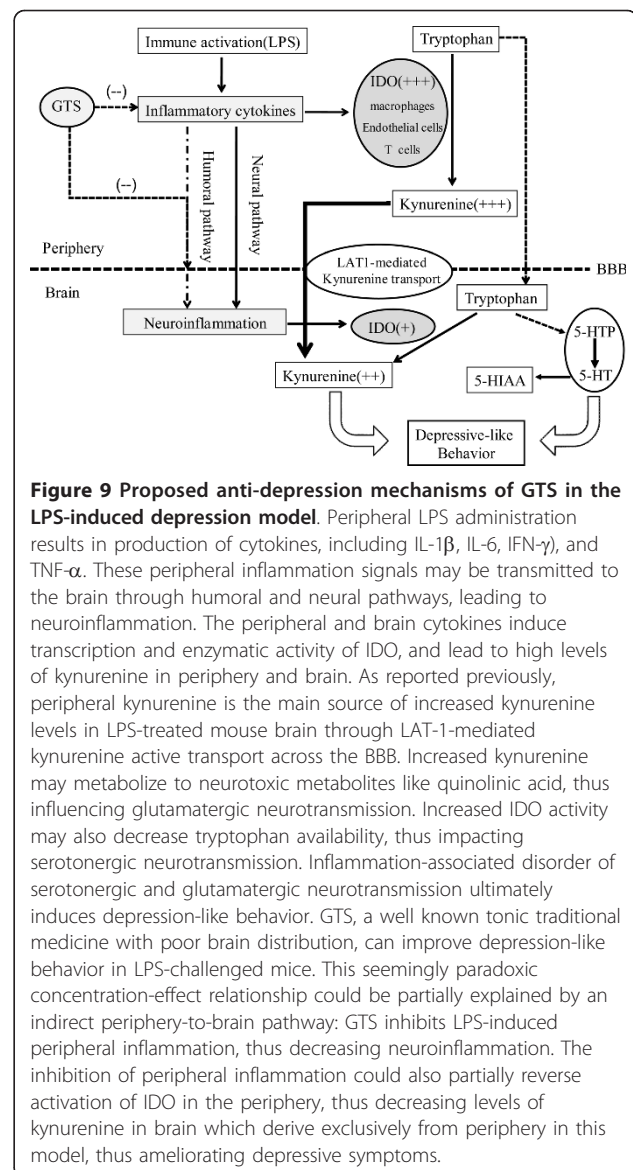 Immune activation(LPS)
Tryptophan
(--)
GTS
Inflammatory cytokines
IDO(+++)
macrophages
Endothelial cells
T cells
(--)
Humoral pathway
Neural pathway
Kynurenine(+++)
Periphery
LAT1-mediated
Kynurenine transport
BBB
Brain
Tryptophan
Neuroinflammation
IDO(+)
5-HTP
Kynurenine(++)
5-HIAA
5-HT
Depressive-like
Behavior
Figure 9 Proposed anti-depression mechanisms of GTS in the
LPS-induced depression model. Peripheral LPS administration
results in production of cytokines, including IL-1β, IL-6, IFN-γ), and
TNF-α. These peripheral inflammation signals may be transmitted to
the brain through humoral and neural pathways, leading to
neuroinflammation. The peripheral and brain cytokines induce
transcription and enzymatic activity of IDO, and lead to high levels
of kynurenine in periphery and brain. As reported previously,
peripheral kynurenine is the main source of increased kynurenine
levels in LPS-treated mouse brain through LAT-1-mediated
kynurenine active transport across the BBB. Increased kynurenine
may metabolize to neurotoxic metabolites like quinolinic acid, thus
influencing glutamatergic neurotransmission. Increased IDO activity
may also decrease tryptophan availability, thus impacting
serotonergic neurotransmission. Inflammation-associated disorder of
serotonergic and glutamatergic neurotransmission ultimately
induces depression-like behavior. GTS, a well known tonic traditional
medicine with poor brain distribution, can improve depression-like
behavior in LPS-challenged mice. This seemingly paradoxic
concentration-effect relationship could be partially explained by an
indirect periphery-to-brain pathway: GTS inhibits LPS-induced
peripheral inflammation, thus decreasing neuroinflammation. The
inhibition of peripheral inflammation could also partially reverse
activation of IDO in the periphery, thus decreasing levels of
kynurenine in brain which derive exclusively from periphery in this
model, thus ameliorating depressive symptoms.